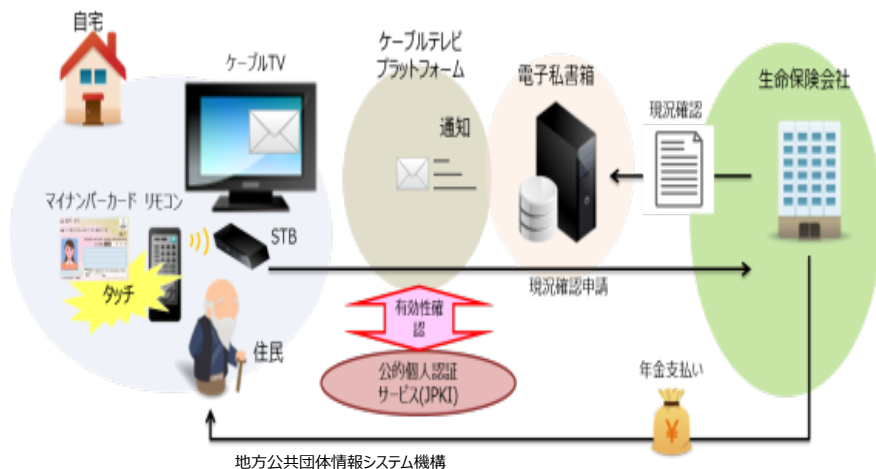 自宅
ケーブルTV
ケーブルテレビ
プラットフォーム
電子私書箱
生命保険会社
現況確認
通知
マイナンバーカード
リモコン
STB
タッチ
現況確認申請
有効性確
認
住民
公的個人認証
サービス(JPKI)
年金支払い
¥
地方公共団体情報システム機構